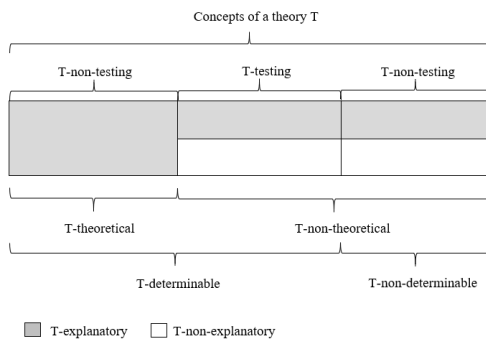 Concepts of a theory T
T-non-testing T-testing T-non-testing
T-theoretical T-non-theoretical
T-determinable T-non-determinable
T-explanatory T-non-explanatory